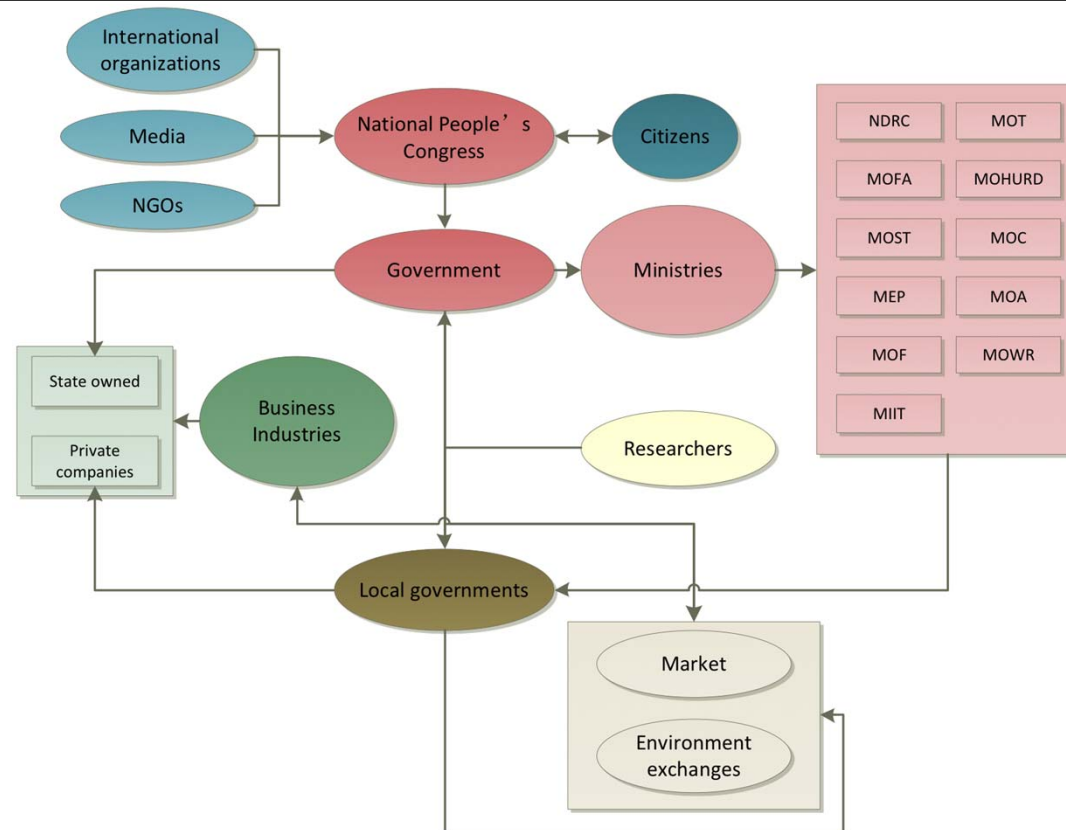 International
organizations
Media
NGOs
National People's
Congress
Citizens
Government
Ministries
NDRC
MOT
MOFA
MOHURD
MOST
MOC
MEP
MOA
MOF
MOWR
MIIT
State owned
Private
companies
Business
Industries
Researchers
Local governments
Market
Environment
exchanges